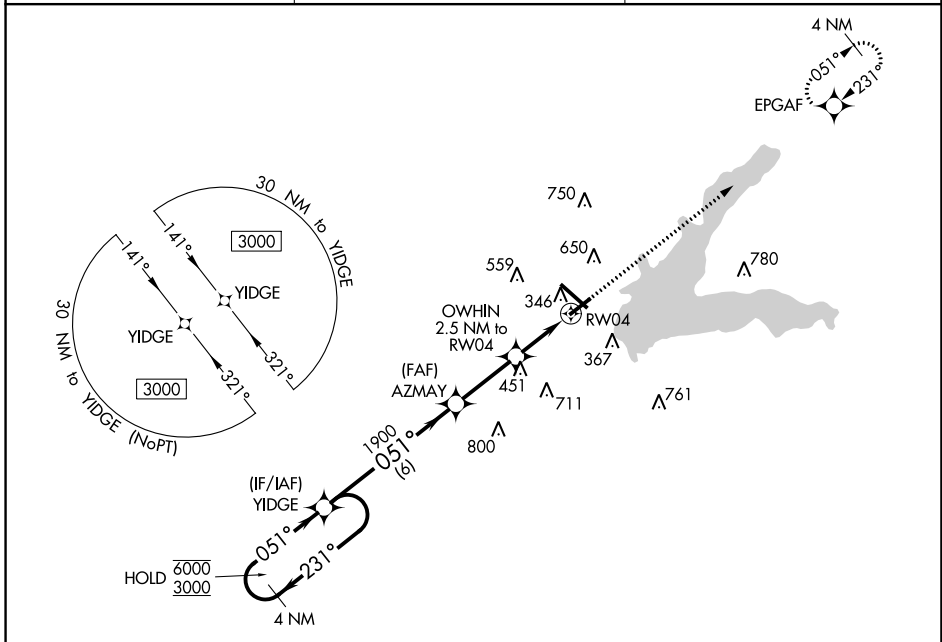 4 NM
051°
231°
EPGAF
30 NM to YIDGE
750
141°
3000
141°
650
780
559
YIDGE
346
OWHIN
2.5 NM to
RW04
RW04
YIDGE
367
(FAF)
AZMAY
321°
451
321°
3000
711
761
30 NM to YIDGE (NoPT)
800
1900
051°
(6)
(IF/IAF)
YIDGE
051°
231°
HOLD
6000
3000
4 NM